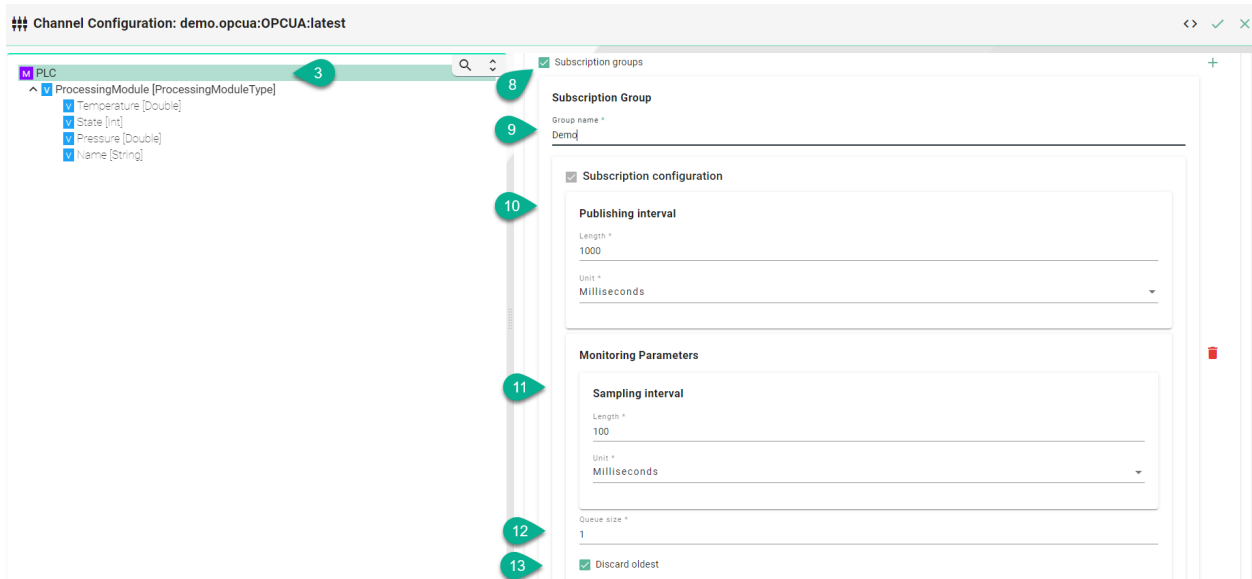 Channel Configuration: demo.opcua:OPCUA:latest
M PLC
3
V ProcessingModule [ProcessingModuleType]
V Temperature [Double]
V State [Int]
V Pressure [Double]
V Name [String]
Subscription groups
8
Subscription Group
Group name *
9
Demo
Subscription configuration
10
Publishing interval
Length *
1000
Unit *
Milliseconds
Monitoring Parameters
11
Sampling interval
Length *
100
Unit *
Milliseconds
Queue size *
12
1
13
Discard oldest